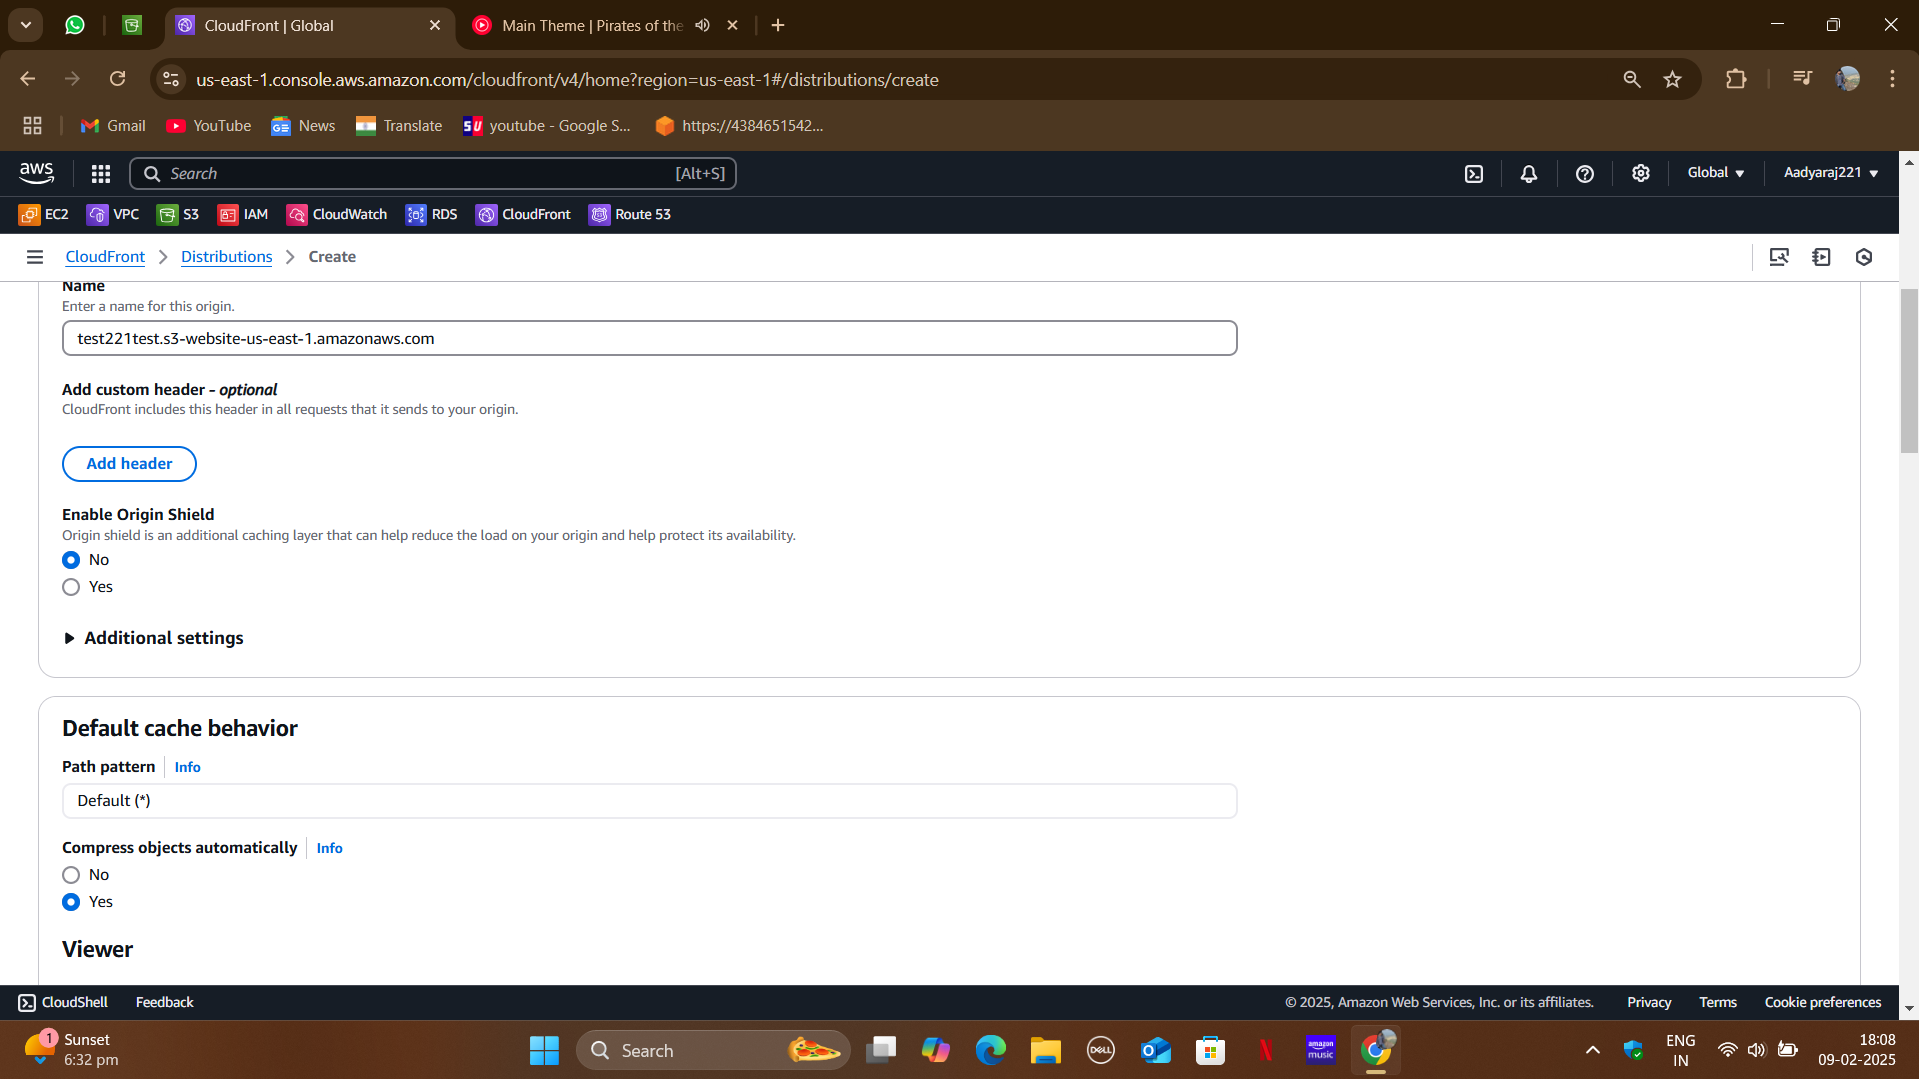 CloudFront | Global
Main Theme | Pirates of the
us-east-1.console.aws.amazon.com/cloudfront/v4/home?region=us-east-1#/distributions/create
Gmail
YouTube
News
Translate
SU youtube - Google S...
https://4384651542...
aws
Search
[Alt+S]
Global
Aadyaraj221
EC2
VPC
S3
IAM
CloudWatch
RDS
CloudFront
Route 53
CloudFront
Distributions
Create
Name
Enter a name for this origin.
test221test.s3-website-us-east-1.amazonaws.com
Add custom header - optional
CloudFront includes this header in all requests that it sends to your origin.
Add header
Enable Origin Shield
Origin shield is an additional caching layer that can help reduce the load on your origin and help protect its availability.
No
Yes
Additional settings
Default cache behavior
Path pattern
Info
Default (*)
Compress objects automatically
Info
No
Yes
Viewer
CloudShell
Feedback
© 2025, Amazon Web Services, Inc. or its affiliates.
Privacy
Terms
Cookie preferences
1
Sunset
6:32 pm
Search
DELL
amazon music
ENG
IN
18:08
09-02-2025